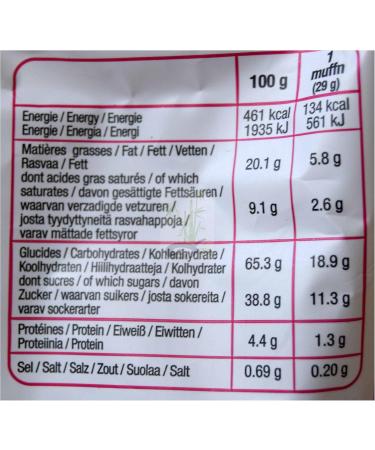 100 g
1
muffn
(29 g)
Energie / Energy / Energie 461 kcal 134 kcal
Energie / Energía / Energi 1935 kJ 561 kJ
Matières grasses / Fat / Fett / Vetten /
Rasvaa / Fett 20.1 g 5.8 g
dont acides gras saturés / of which
saturates / davon gesättigte Fettsäuren /
waarvan verzadigde vetzuren / 9.1 g 2.6 g
josta tyydyttyneitä rasvahappoja /
varav mättade fettsyror
Glucides / Carbohydrates / Kohlenhydrate /
Koolhydraten / Hiilihydraatteja / Kolhydrater 65.3 g 18.9 g
dont sucres / of which sugars / davon
Zucker / waarvan suikers / josta sokereita / 38.8 g 11.3 g
varav sockerarter
Protéines / Protein / Eiweiß / Eiwitten /
Proteiinia / Protein 4.4 g 1.3 g
Sel / Salt / Salz / Zout / Suolaa / Salt 0.69 g 0.20 g